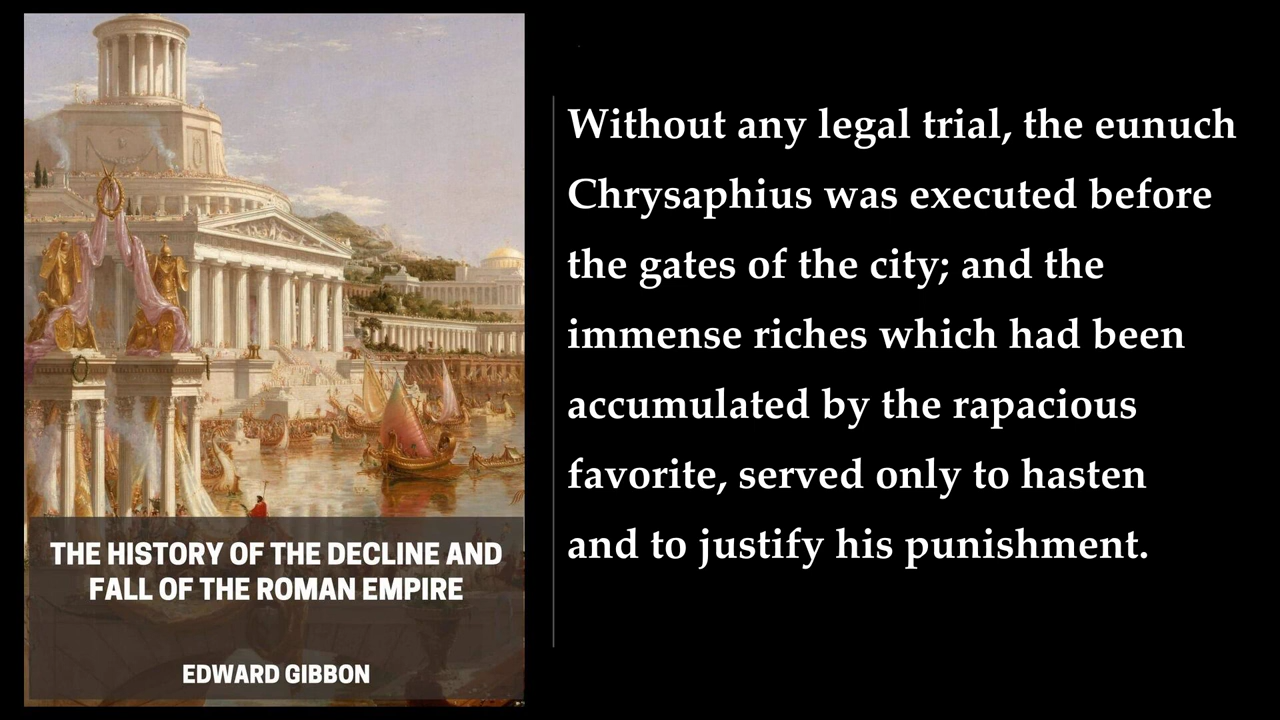 THE HISTORY OF THE DECLINE AND
FALL OF THE ROMAN EMPIRE
EDWARD GIBBON
Without any legal trial, the eunuch
Chrysaphius was executed before
the gates of the city; and the
immense riches which had been
accumulated by the rapacious
favorite, served only to hasten
and to justify his punishment.